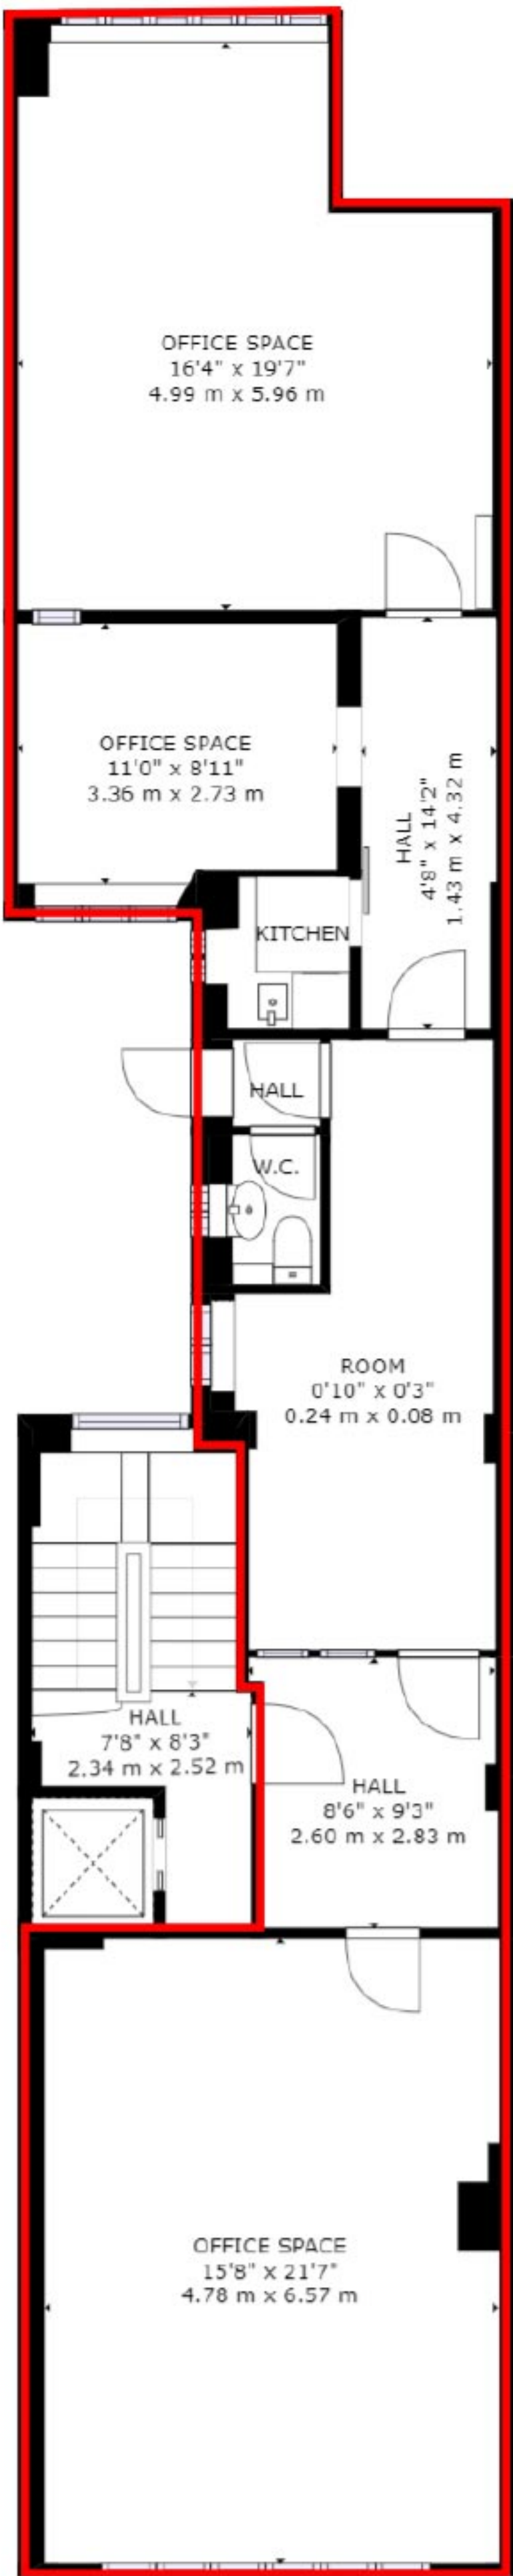 OFFICE SPACE
16'4" x 19'7"
4.99 m x 5.96 m
OFFICE SPACE
11'0" x 8'11"
3.36 m x 2.73 m
HALL
4'8" x 14'2"
1.43 m x 4.32 m
KITCHEN
HALL
W.C.
ROOM
0'10" x 0'3"
0.24 m x 0.08 m
HALL
7'8" x 8'3"
2.34 m x 2.52 m
HALL
8'6" x 9'3"
2.60 m x 2.83 m
OFFICE SPACE
15'8" x 21'7"
4.78 m x 6.57 m